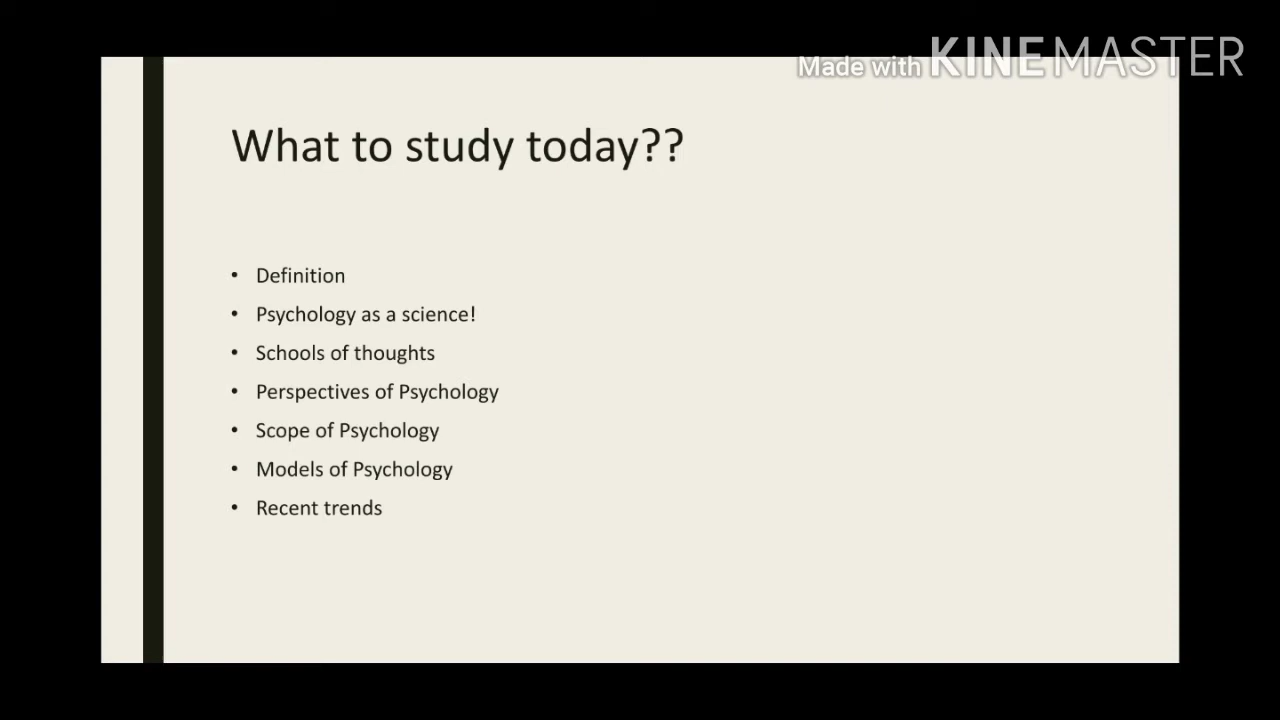 Made with KINEMASTER
What to study today??
• Definition
• Psychology as a science!
• Schools of thoughts
• Perspectives of Psychology
• Scope of Psychology
• Models of Psychology
• Recent trends